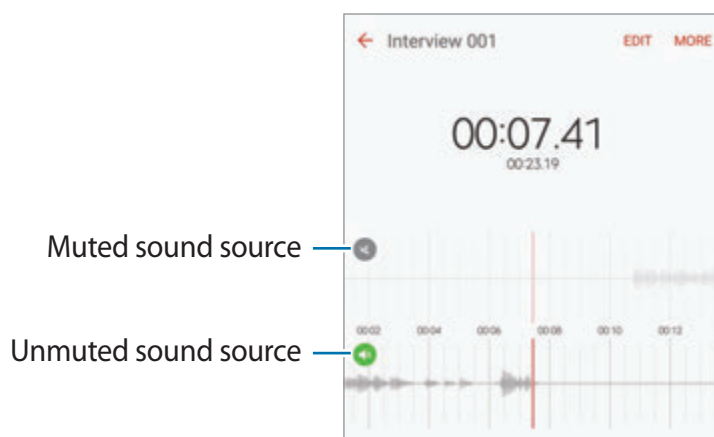 Interview 001 EDIT MORE
00:07.41
00:23.19
Muted sound source
00:02 00:04 00:06 00:08 00:10 00:12
Unmuted sound source